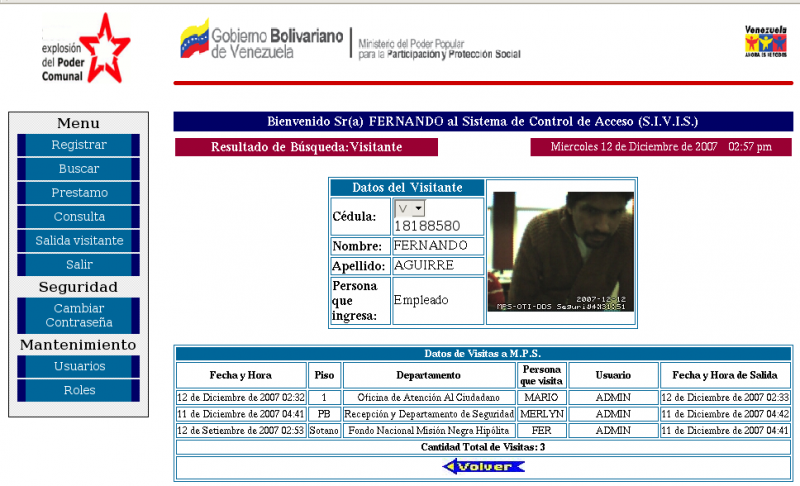 explosión
del Poder
Comunal
Gobierno Bolivariano
de Venezuela
Ministerio del Poder Popular
para la Participación y Protección Social
Venezuela
AHORA ES DE TODOS
Menu
Registrar
Buscar
Prestamo
Consulta
Salida visitante
Salir
Seguridad
Cambiar
Contraseña
Mantenimiento
Usuarios
Roles
Bienvenido Sr(a) FERNANDO al Sistema de Control de Acceso (S.I.V.I.S.)
Resultado de Búsqueda:Visitante
Miercoles 12 de Diciembre de 2007 02:57 pm
Datos del Visitante
Cédula:
V
18188580
Nombre: FERNANDO
Apellido: AGUIRRE
Persona
que
ingresa:
Empleado
2007-12-12
MPS-OTI-DDS
Datos de Visitas a M.P.S.
Fecha y Hora Piso Departamento Persona que visita Usuario Fecha y Hora de Salida
12 de Diciembre de 2007 02:32 1 Oficina de Atención Al Ciudadano MARIO ADMIN 12 de Diciembre de 2007 02:33
11 de Diciembre de 2007 04:41 PB Recepción y Departamento de Seguridad MERLYN ADMIN 11 de Diciembre de 2007 04:42
12 de Setiembre de 2007 02:53 Sotano Fondo Nacional Misión Negra Hipólita FER ADMIN 11 de Diciembre de 2007 04:41
Cantidad Total de Visitas: 3
Volver